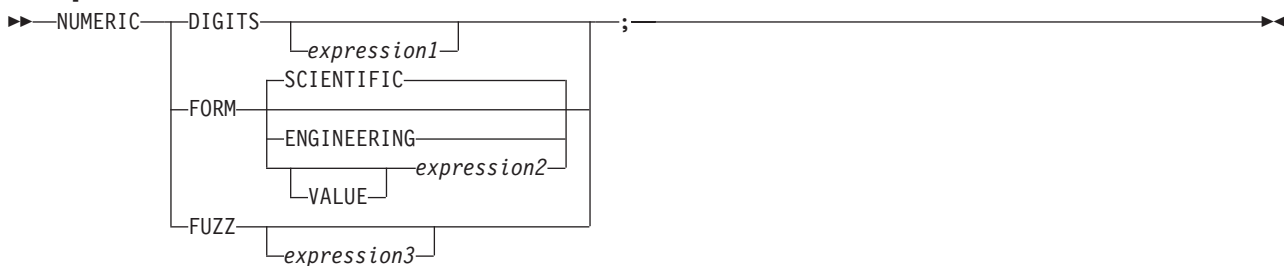 NUMERIC DIGITS expression1 ;
SCIENTIFIC
FORM
ENGINEERING
VALUE expression2
FUZZ expression3